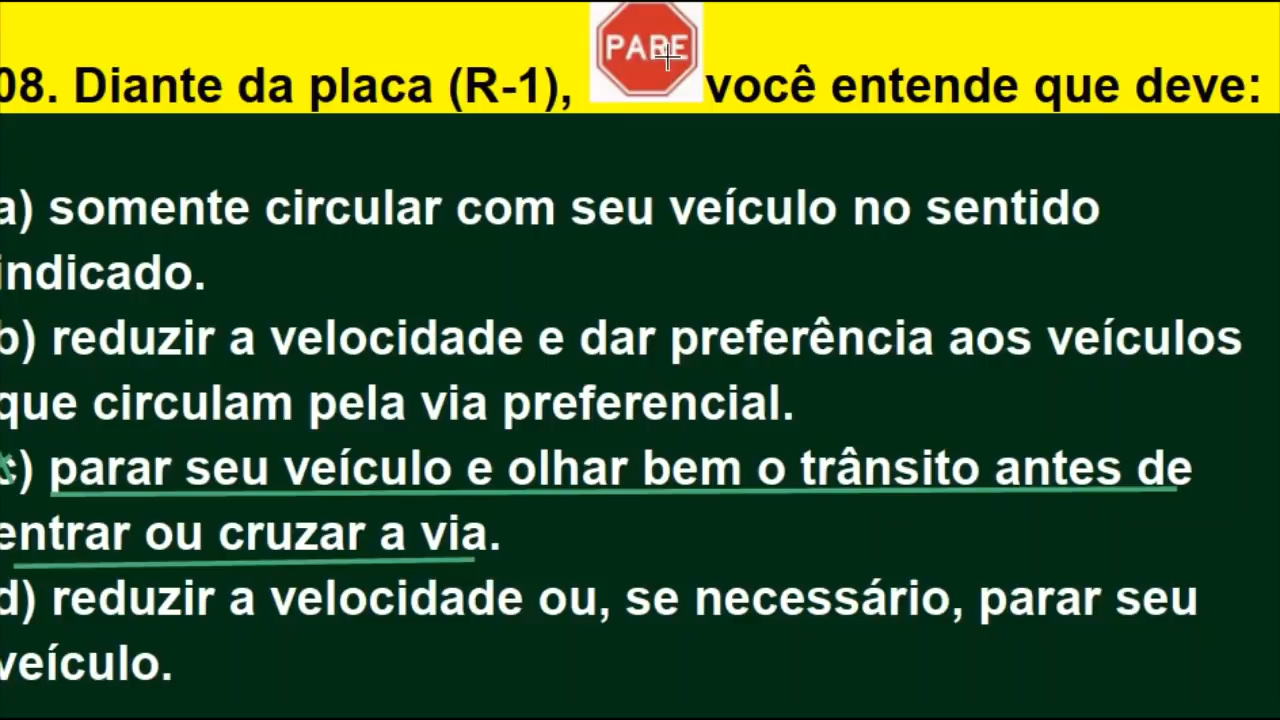 PARE
08. Diante da placa (R-1), você entende que deve:
a) somente circular com seu veículo no sentido
indicado.
b) reduzir a velocidade e dar preferência aos veículos
que circulam pela via preferencial.
c) parar seu veículo e olhar bem o trânsito antes de
entrar ou cruzar a via.
d) reduzir a velocidade ou, se necessário, parar seu
veículo.